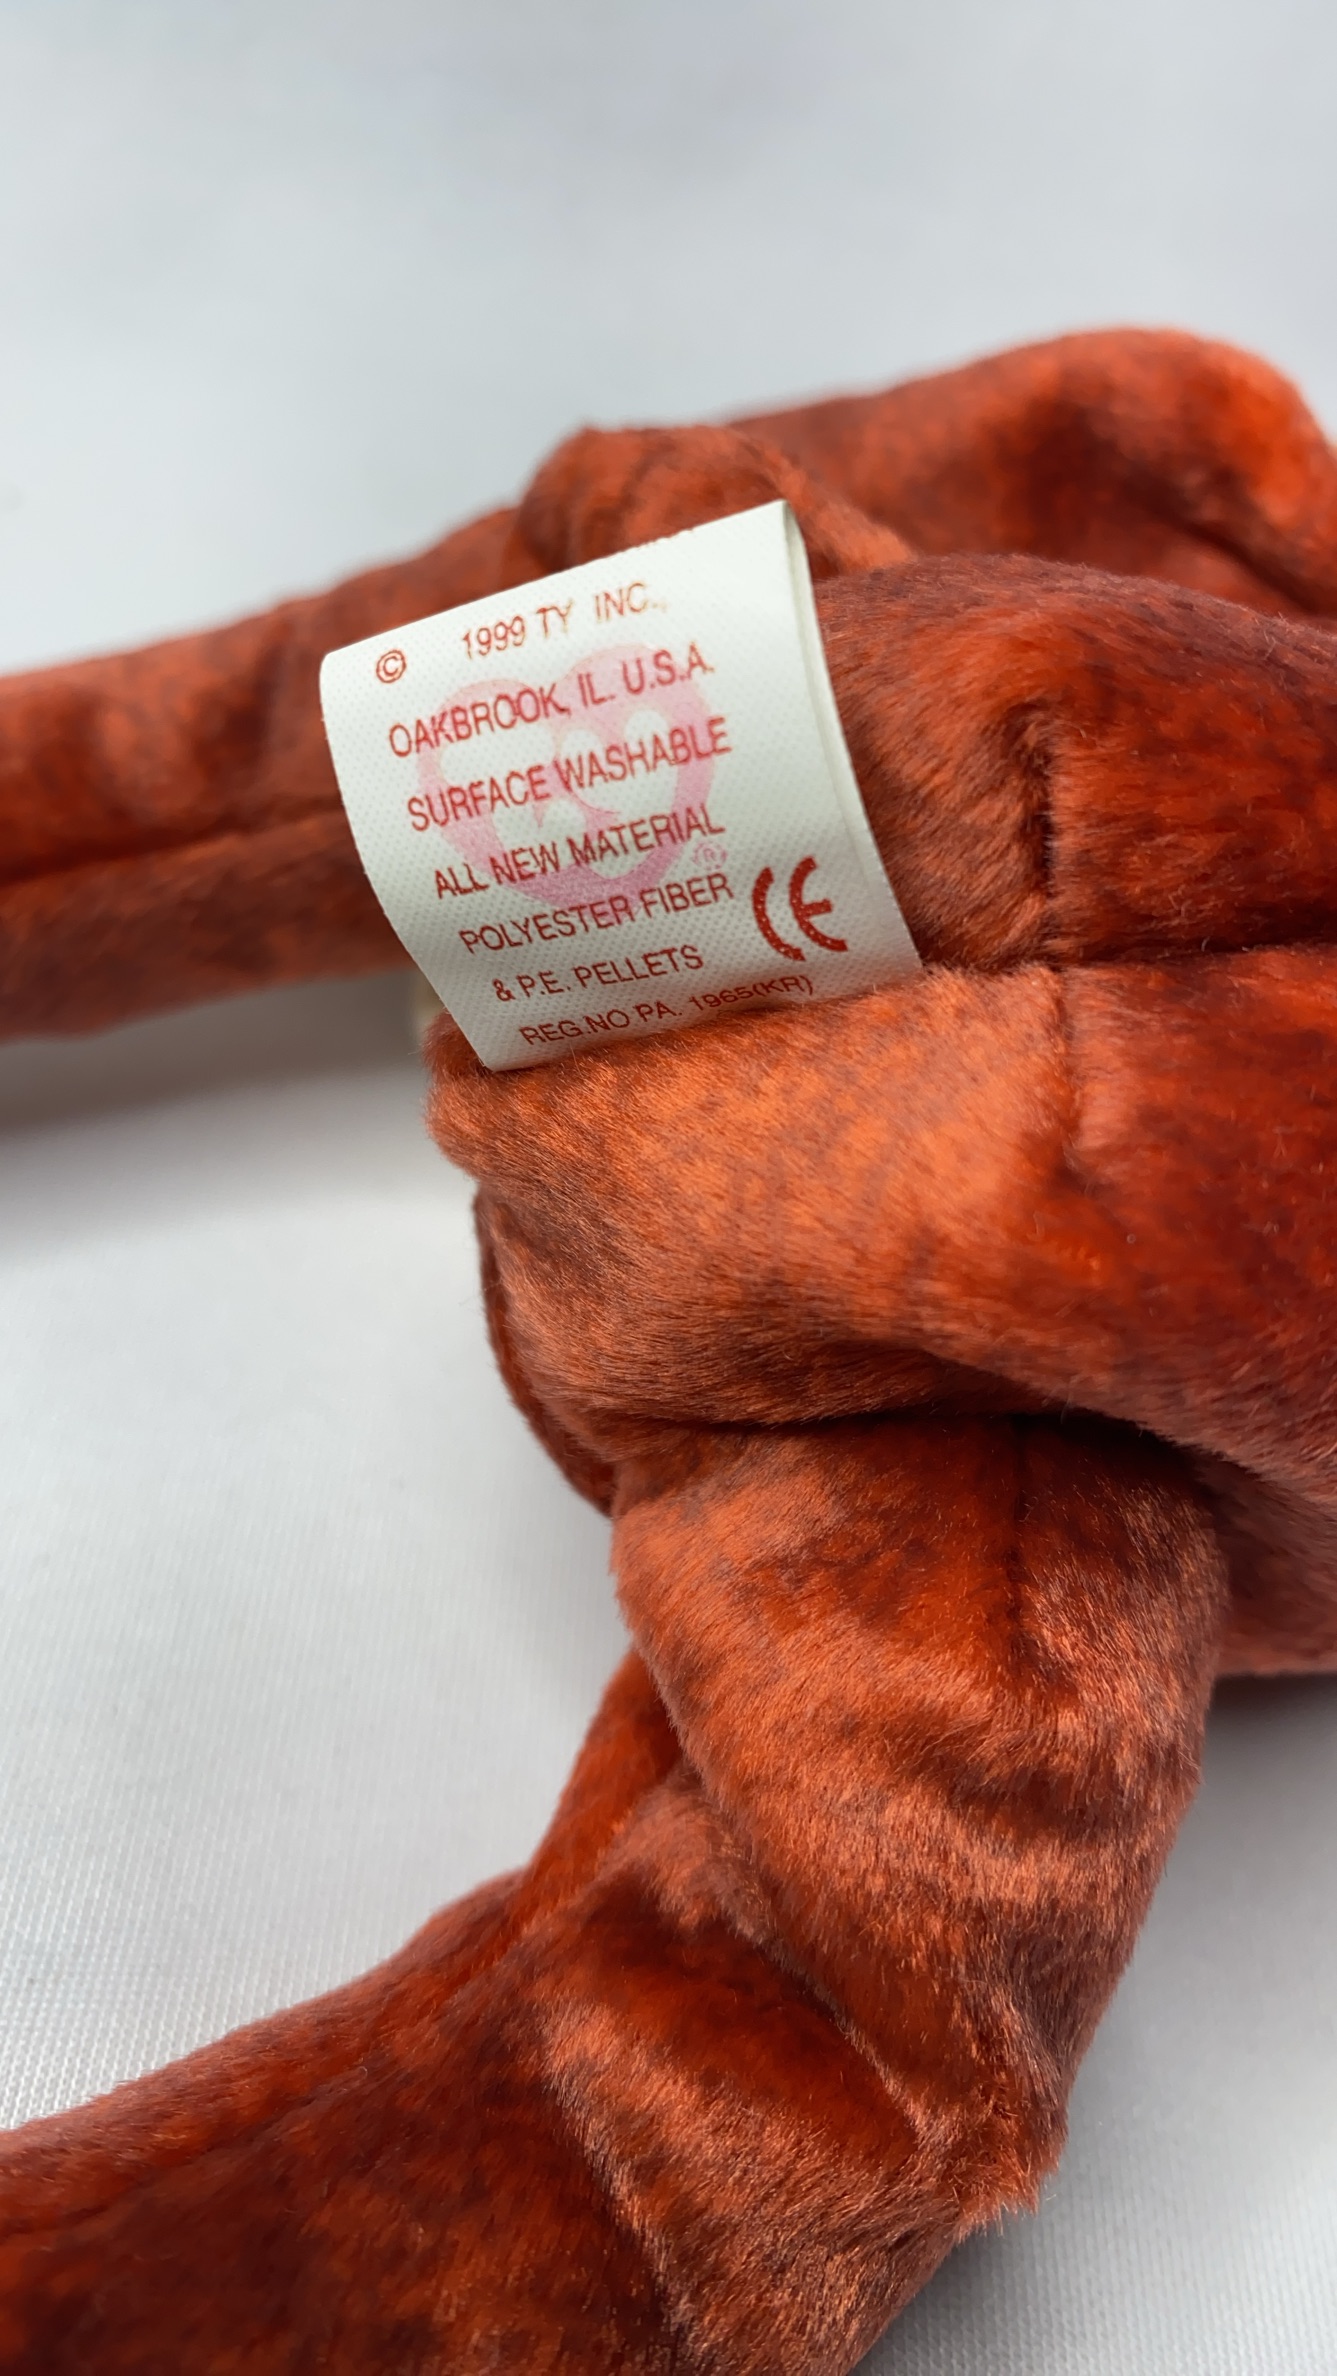 © 1999 TY INC.,
OAKBROOK, IL. U.S.A.
SURFACE WASHABLE
ALL NEW MATERIAL
POLYESTER FIBER
& P.E. PELLETS CE
REG.NO PA. 1965(KR)
®